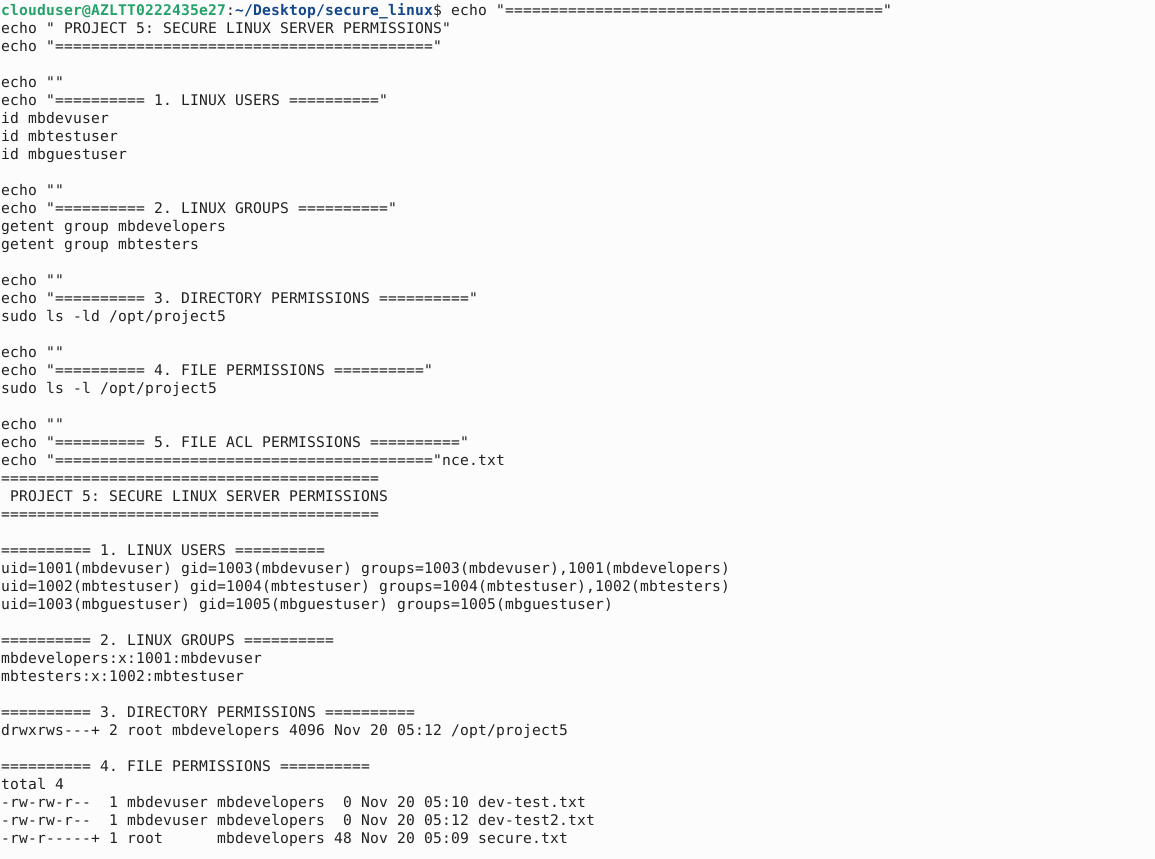 clouduser@AZLTT0222435e27:~/Desktop/secure_linux$ echo "=========================================="
echo " PROJECT 5: SECURE LINUX SERVER PERMISSIONS"
echo "=========================================="
echo ""
echo "========== 1. LINUX USERS =========="
id mbdevuser
id mbtestuser
id mbguestuser
echo ""
echo "========== 2. LINUX GROUPS =========="
getent group mbdevelopers
getent group mbtesters
echo ""
echo "========== 3. DIRECTORY PERMISSIONS =========="
sudo ls -ld /opt/project5
echo ""
echo "========== 4. FILE PERMISSIONS =========="
sudo ls -l /opt/project5
echo ""
echo "========== 5. FILE ACL PERMISSIONS =========="
echo "=========================================="nce.txt
==========================================
 PROJECT 5: SECURE LINUX SERVER PERMISSIONS
==========================================
========== 1. LINUX USERS ==========
uid=1001(mbdevuser) gid=1003(mbdevuser) groups=1003(mbdevuser),1001(mbdevelopers)
uid=1002(mbtestuser) gid=1004(mbtestuser) groups=1004(mbtestuser),1002(mbtesters)
uid=1003(mbguestuser) gid=1005(mbguestuser) groups=1005(mbguestuser)
========== 2. LINUX GROUPS ==========
mbdevelopers:x:1001:mbdevuser
mbtesters:x:1002:mbtestuser
========== 3. DIRECTORY PERMISSIONS ==========
drwxrws---+ 2 root mbdevelopers 4096 Nov 20 05:12 /opt/project5
========== 4. FILE PERMISSIONS ==========
total 4
-rw-rw-r--  1 mbdevuser mbdevelopers  0 Nov 20 05:10 dev-test.txt
-rw-rw-r--  1 mbdevuser mbdevelopers  0 Nov 20 05:12 dev-test2.txt
-rw-r-----+ 1 root      mbdevelopers 48 Nov 20 05:09 secure.txt